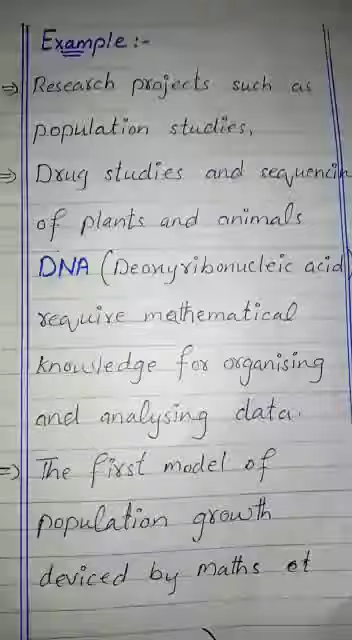 Example :-
⇒ Research projects such as
population studies,
⇒ Drug studies and sequencin
of plants and animals
DNA (Deoxyribonucleic acid)
require mathematical
knowledge for organising
and analysing data.
⇒ The first model of
population growth
deviced by maths et